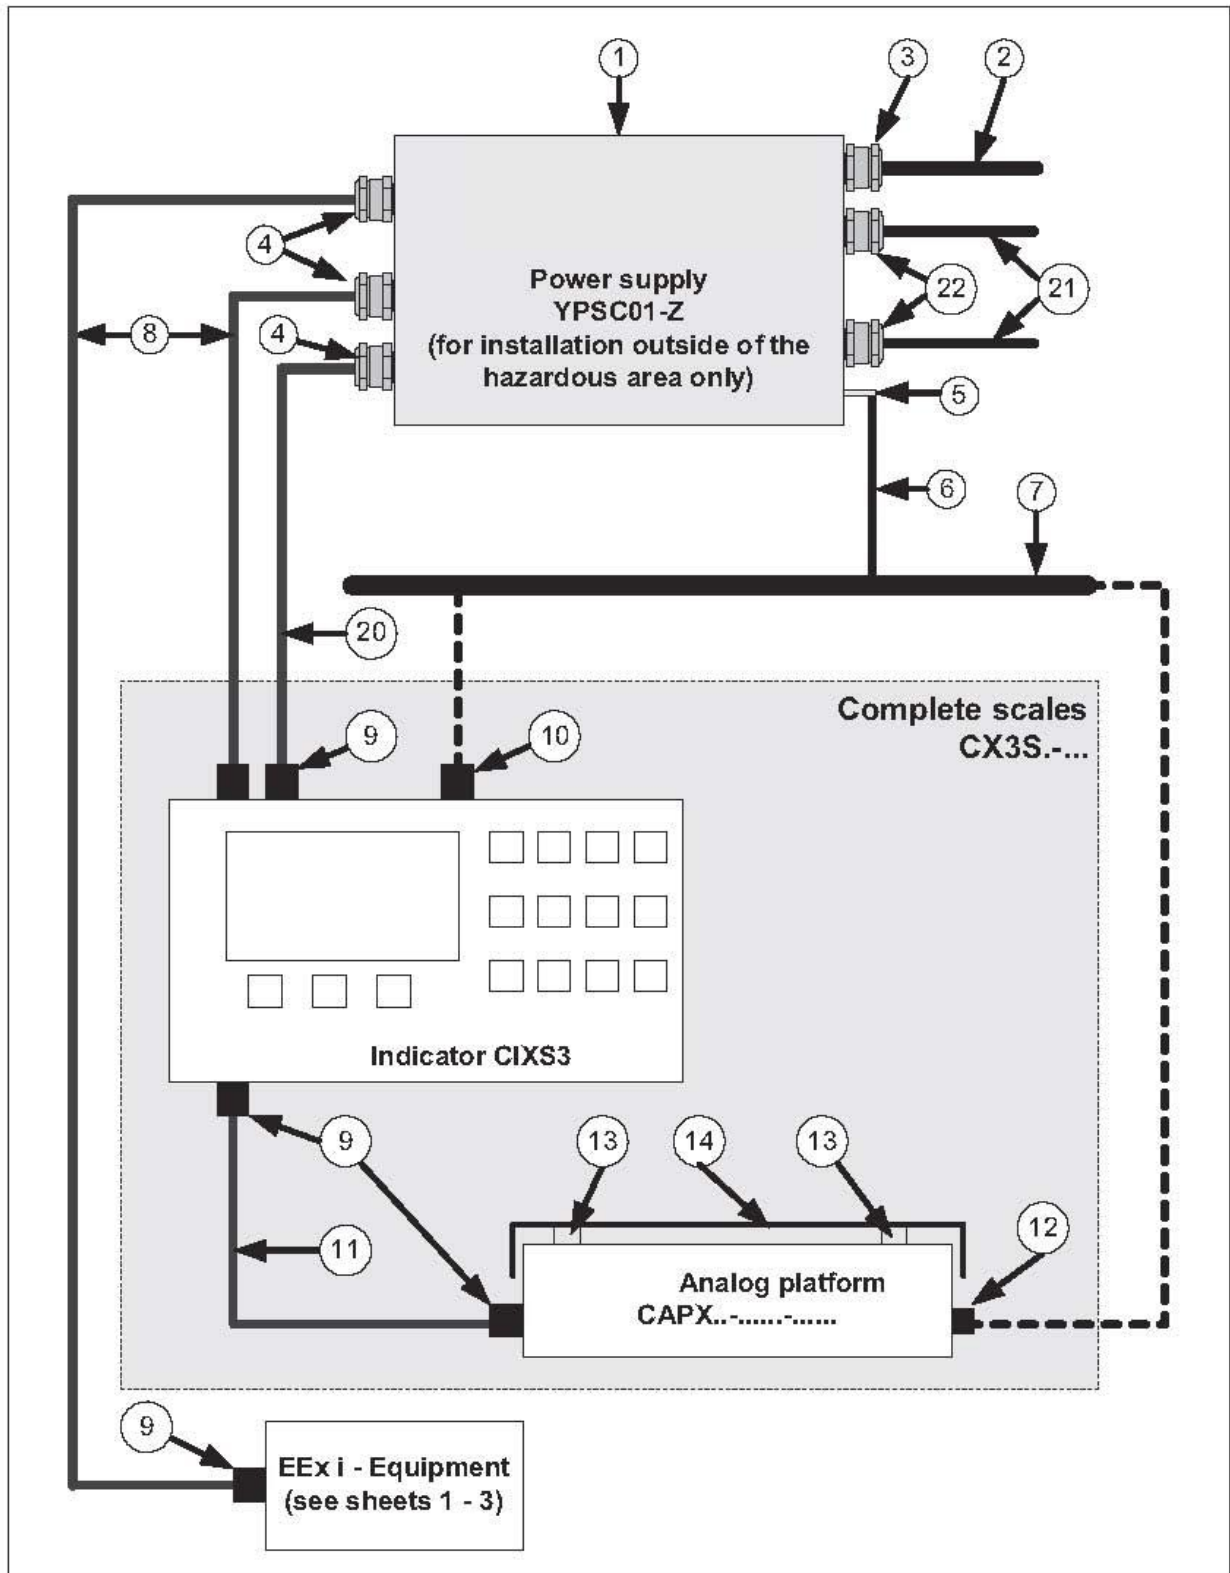 1
3
2
4
Power supply
YPSC01-Z
(for installation outside of the
hazardous area only)
22
21
8
4
5
6
7
20
Complete scales
CX3S.-...
9
10
Indicator CIXS3
9
13
14
13
11
12
Analog platform
CAPX..-......-......
9
EEx i - Equipment
(see sheets 1 - 3)